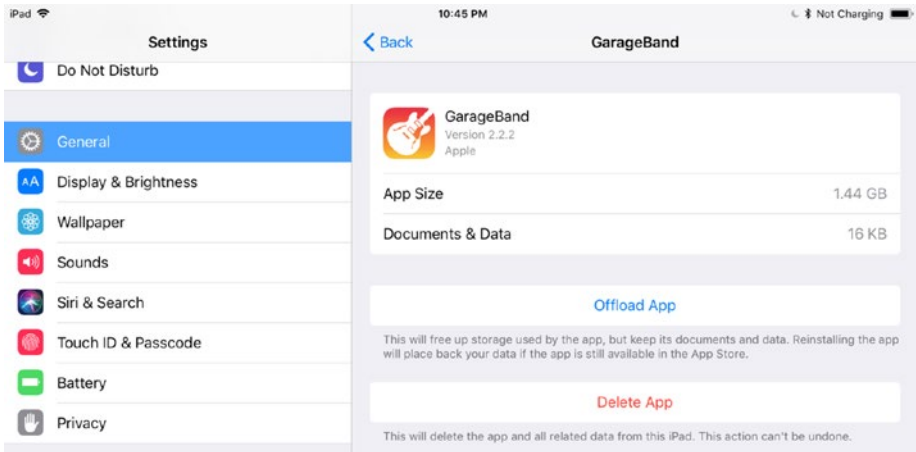 iPad
10:45 PM
Not Charging
Settings
Back
GarageBand
Do Not Disturb
General
AA
Display & Brightness
Wallpaper
Sounds
Siri & Search
Touch ID & Passcode
Battery
Privacy
GarageBand
Version 2.2.2
Apple
App Size 1.44 GB
Documents & Data 16 KB
Offload App
This will free up storage used by the app, but keep its documents and data. Reinstalling the app
will place back your data if the app is still available in the App Store.
Delete App
This will delete the app and all related data from this iPad. This action can't be undone.